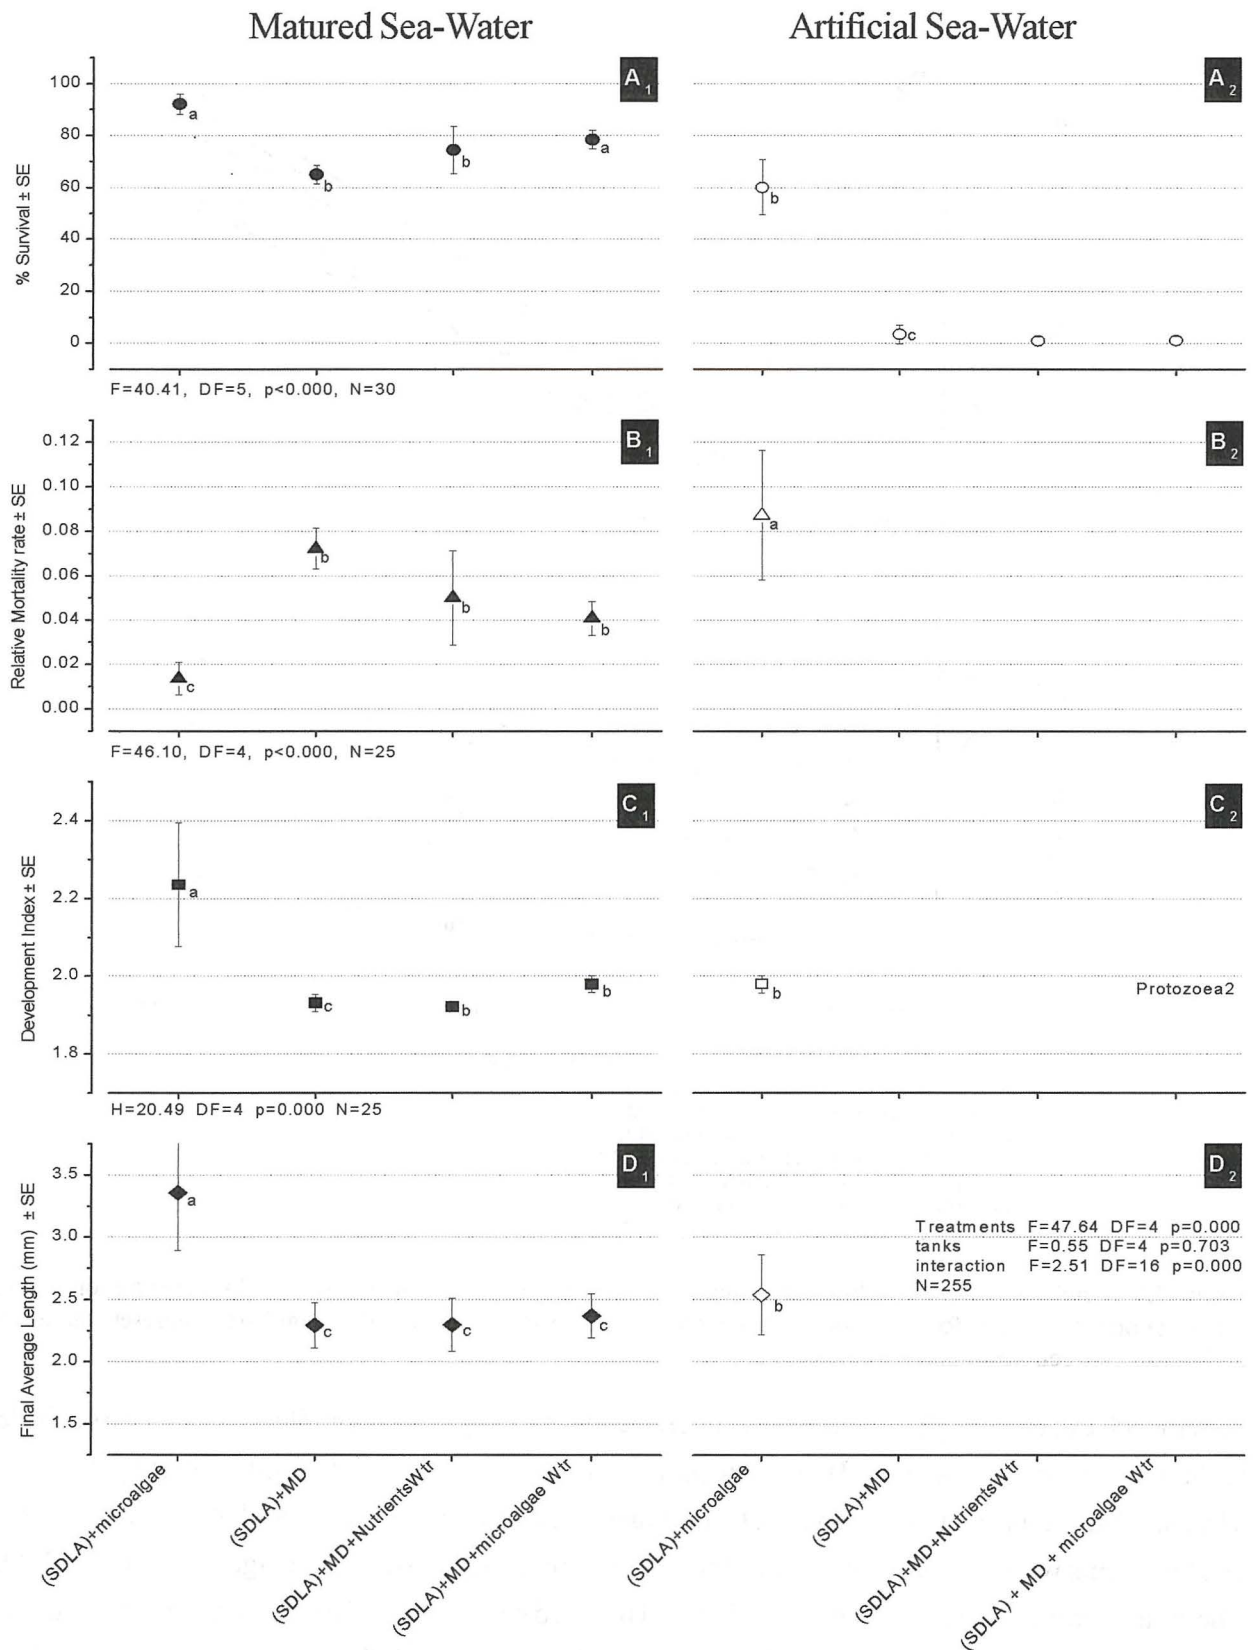 Matured Sea-Water
Artificial Sea-Water
% Survival ± SE
100
80
60
40
20
0
a
b
b
a
A1
b
c
A2
F=40.41, DF=5, p<0.000, N=30
Relative Mortality rate ± SE
0.12
0.10
0.08
0.06
0.04
0.02
0.00
c
b
b
b
B1
a
B2
F=46.10, DF=4, p<0.000, N=25
Development Index ± SE
2.4
2.2
2.0
1.8
a
c
b
b
C1
b
C2
Protozoea2
H=20.49 DF=4 p=0.000 N=25
Final Average Length (mm) ± SE
3.5
3.0
2.5
2.0
1.5
a
c
c
c
D1
b
D2
Treatments F=47.64 DF=4 p=0.000
tanks F=0.55 DF=4 p=0.703
interaction F=2.51 DF=16 p=0.000
N=255
(SDLA)+microalgae
(SDLA)+MD
(SDLA)+MD+NutrientsWtr
(SDLA)+MD+microalgae Wtr
(SDLA)+microalgae
(SDLA)+MD
(SDLA)+MD+NutrientsWtr
(SDLA) + MD + microalgae Wtr